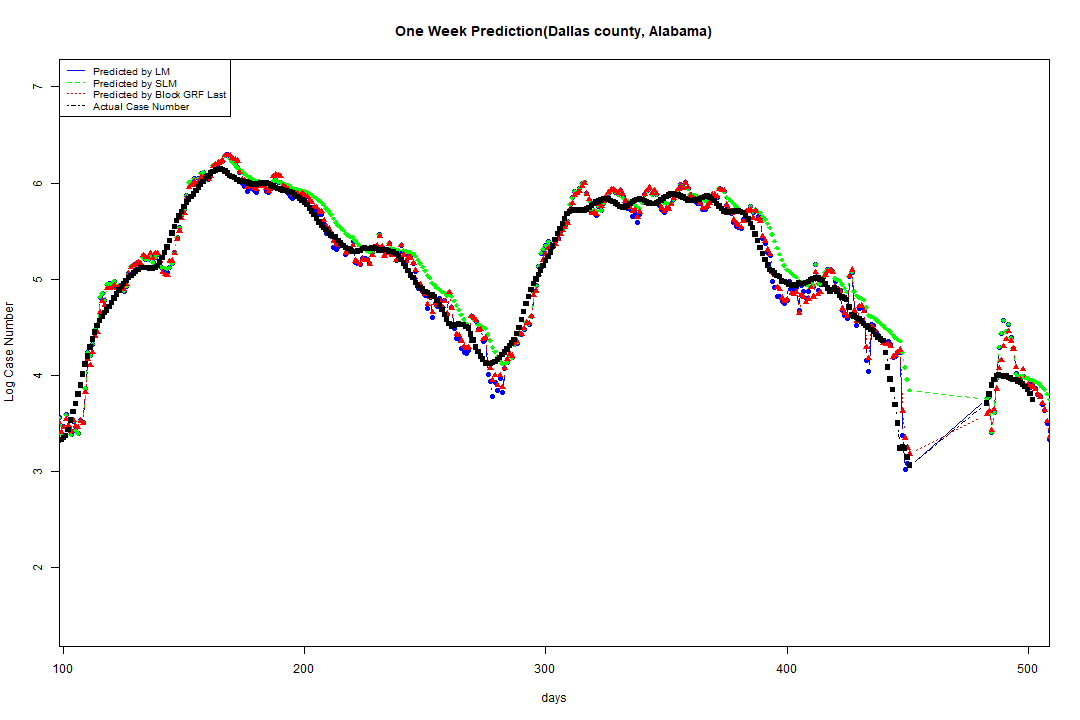 One Week Prediction(Dallas county, Alabama)
Predicted by LM
Predicted by SLM
Predicted by Block GRF Last
Actual Case Number
7
6
5
4
3
2
Log Case Number
100 200 300 400 500
days